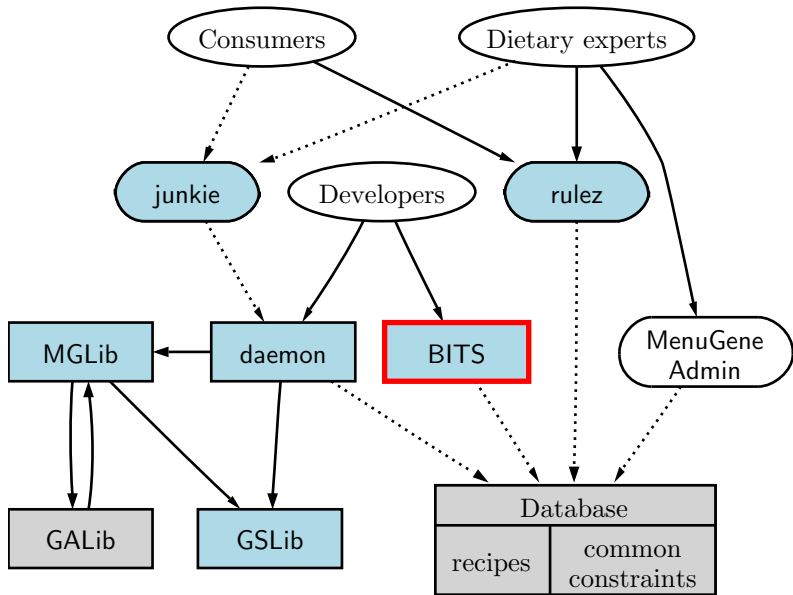 Consumers
Dietary experts
junkie
Developers
rulez
MGLib
daemon
BITS
MenuGene
Admin
GALib
GSLib
Database
recipes
common
constraints